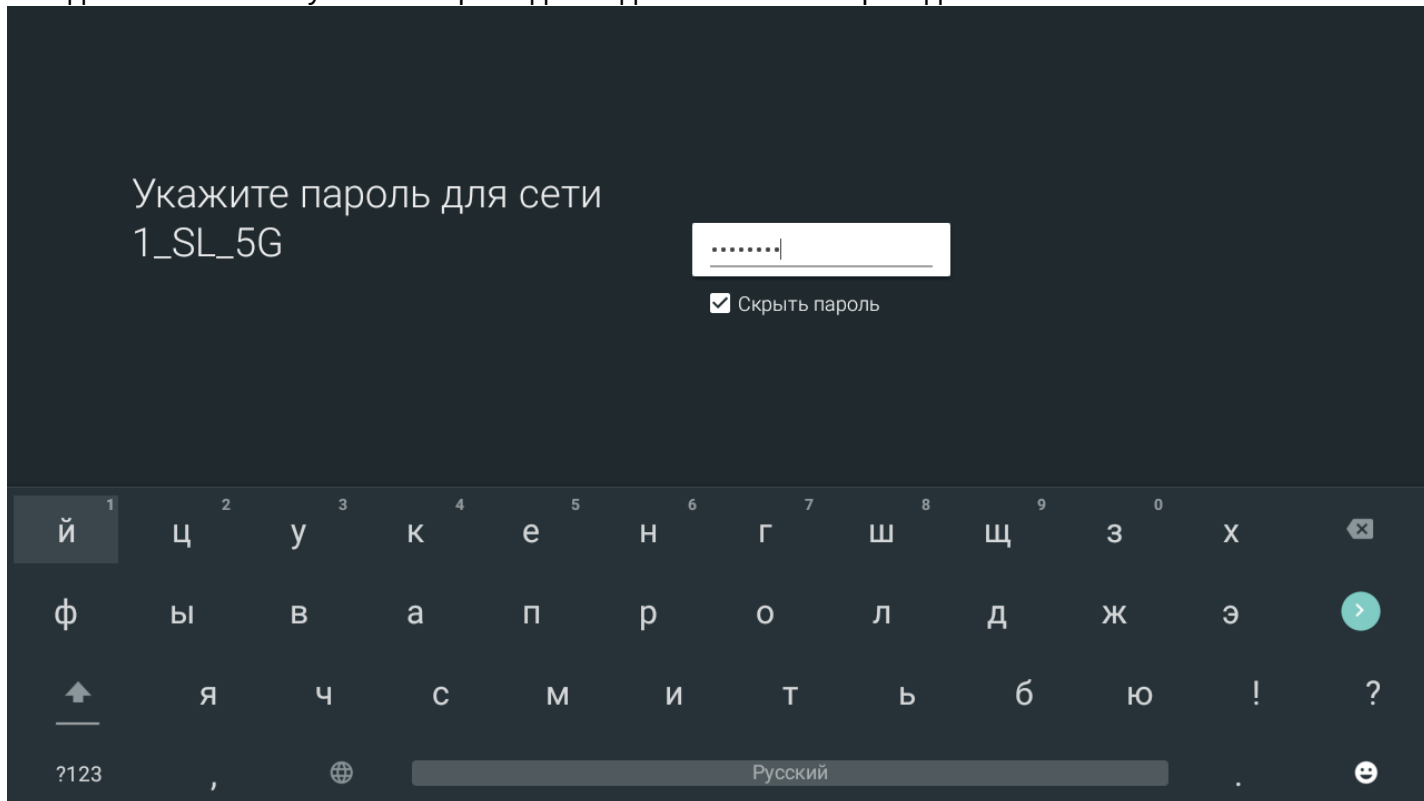 Укажите пароль для сети
1_SL_5G
••••••••
Скрыть пароль
1 2 3 4 5 6 7 8 9 0
й ц у к е н г ш щ з х
ф ы в а п р о л д ж э
я ч с м и т ь б ю ! ?
?123 , Русский .